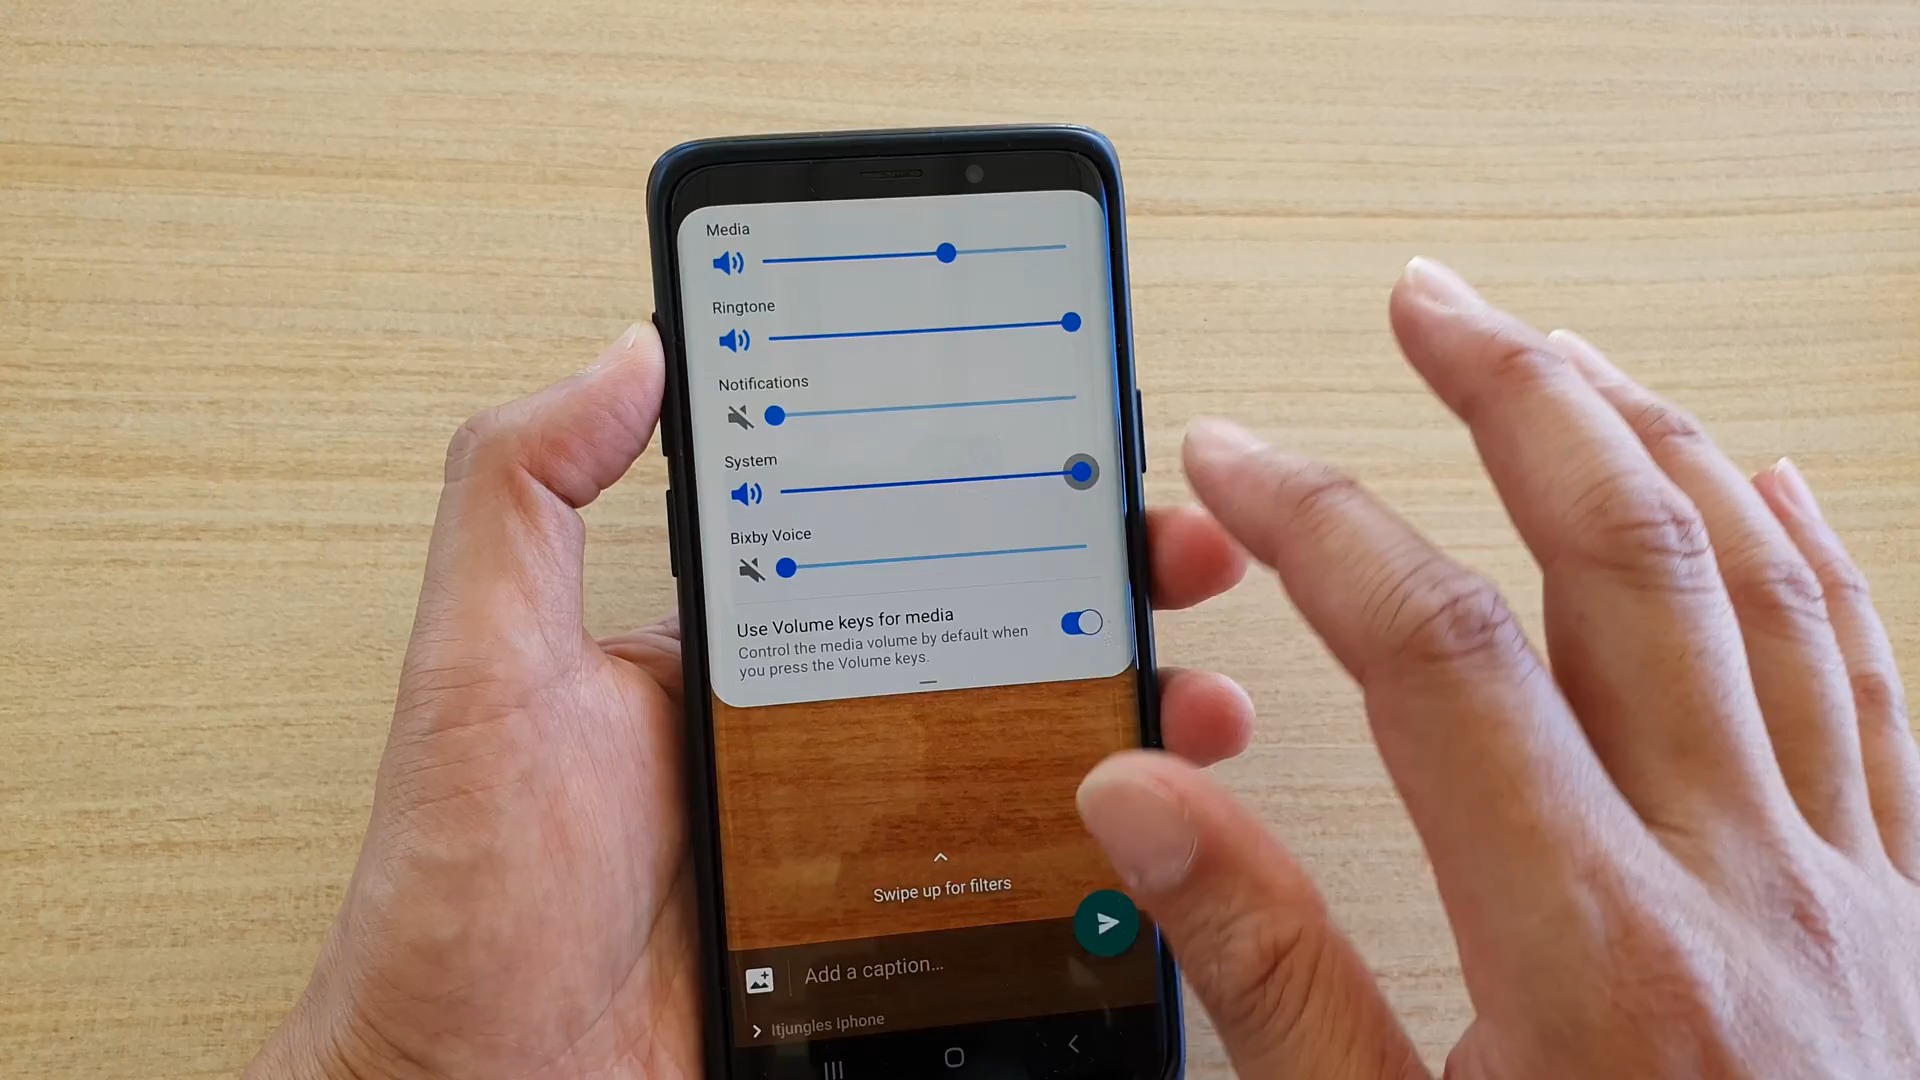 Media
Ringtone
Notifications
System
Bixby Voice
Use Volume keys for media
Control the media volume by default when
you press the Volume keys.
Swipe up for filters
Add a caption...
Itjungles Iphone